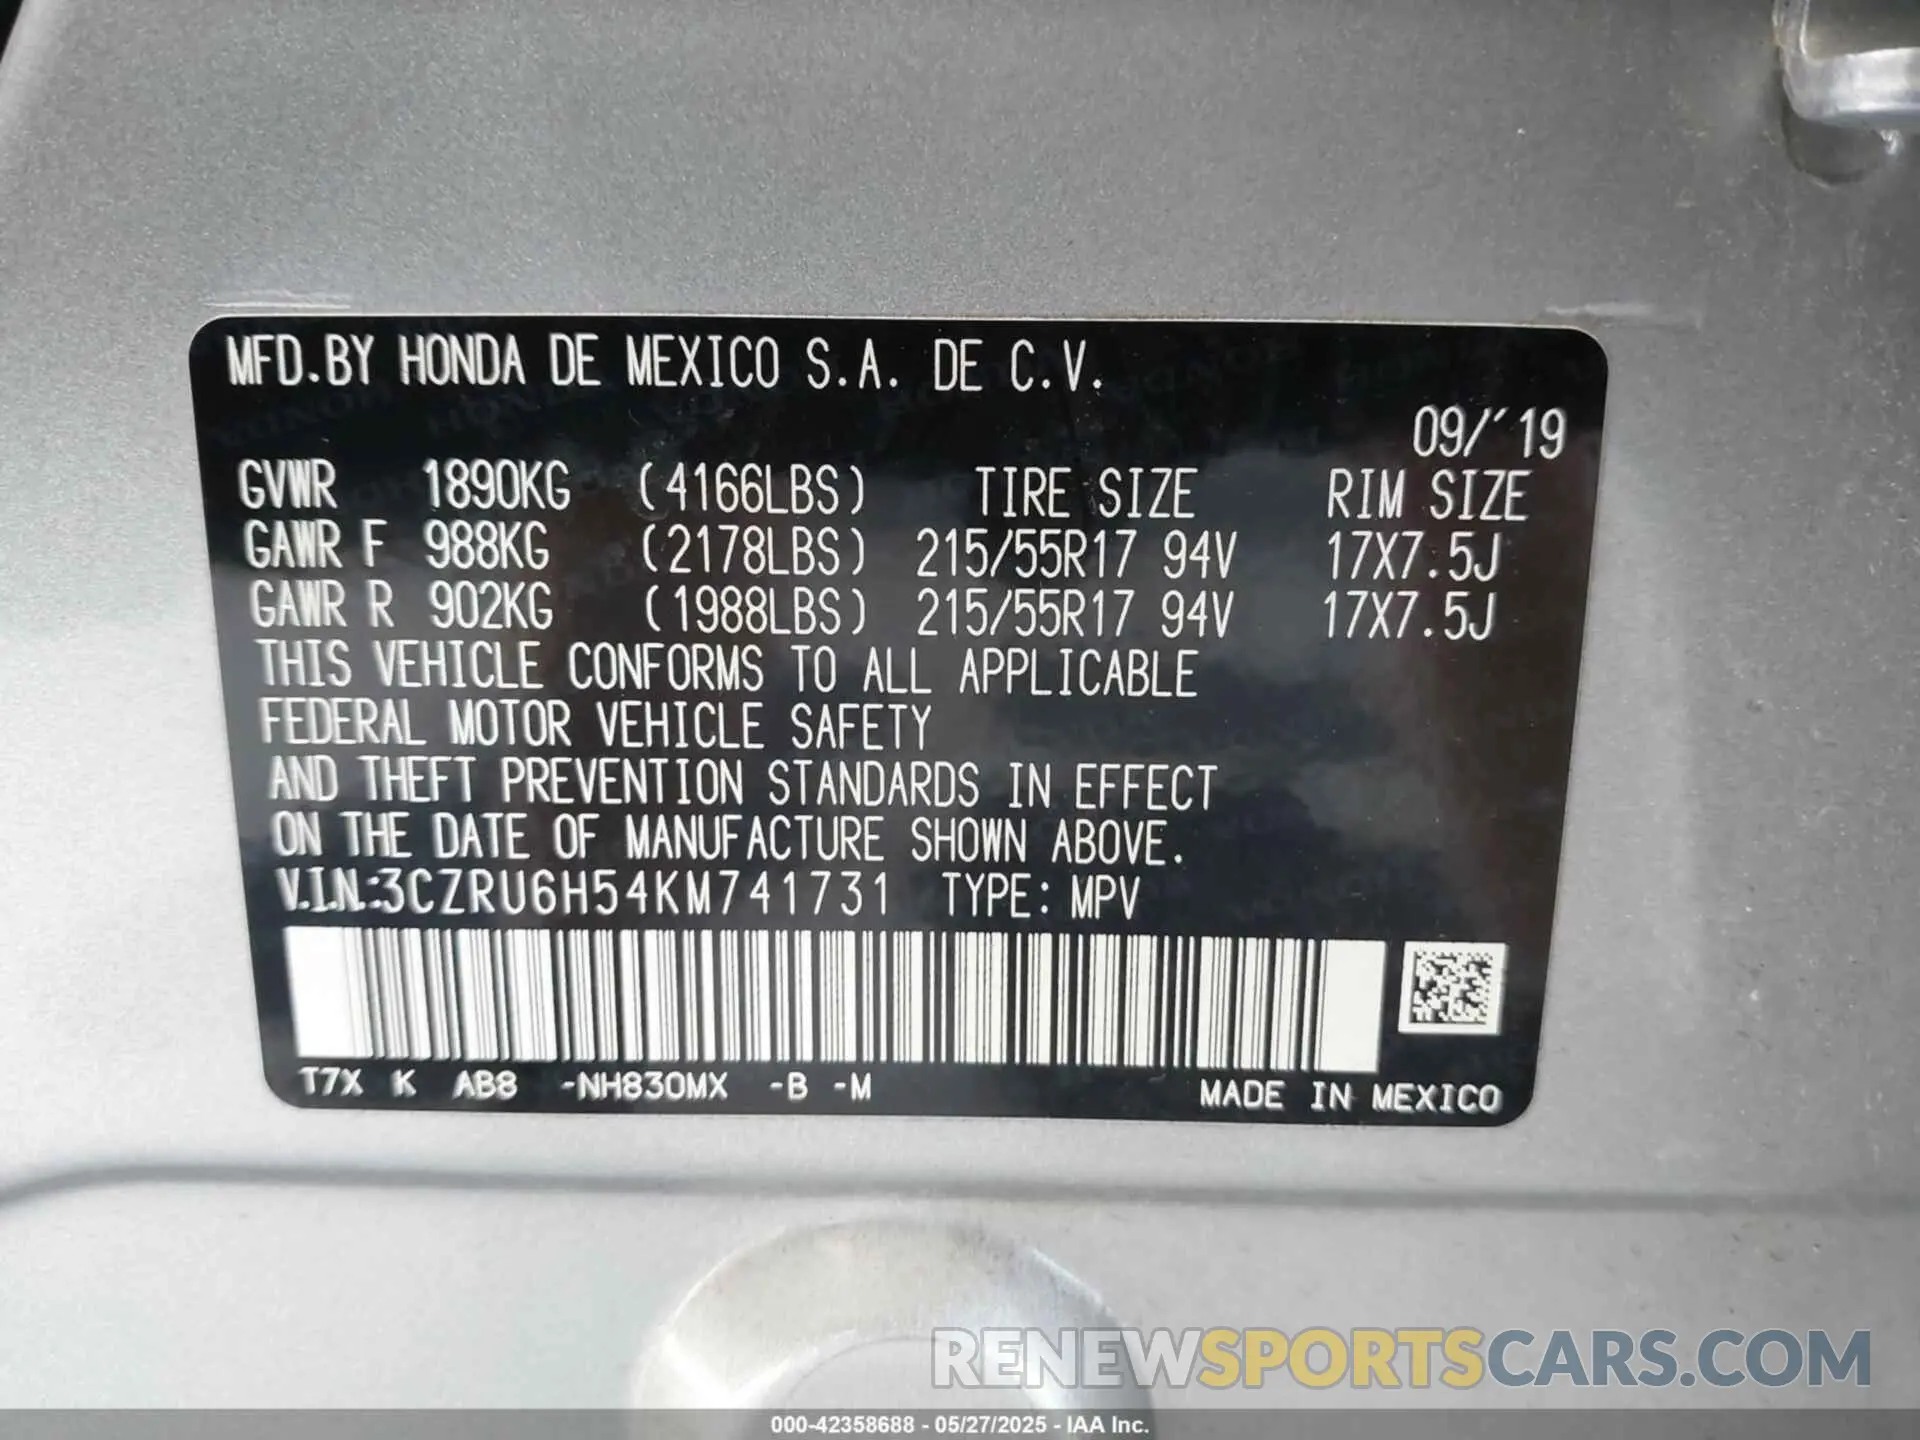 MFD.BY HONDA DE MEXICO S.A. DE C.V.
09/´19
GVWR 1890KG (4166LBS) TIRE SIZE RIM SIZE
GAWR F 988KG (2178LBS) 215/55R17 94V 17X7.5J
GAWR R 902KG (1988LBS) 215/55R17 94V 17X7.5J
THIS VEHICLE CONFORMS TO ALL APPLICABLE
FEDERAL MOTOR VEHICLE SAFETY
AND THEFT PREVENTION STANDARDS IN EFFECT
ON THE DATE OF MANUFACTURE SHOWN ABOVE.
V.I.N.:3CZRU6H54KM741731 TYPE: MPV
T7X K AB8 -NH830MX -B -M MADE IN MEXICO
RENEWSPORTSCARS.COM
000-42358688 - 05/27/2025 - IAA Inc.